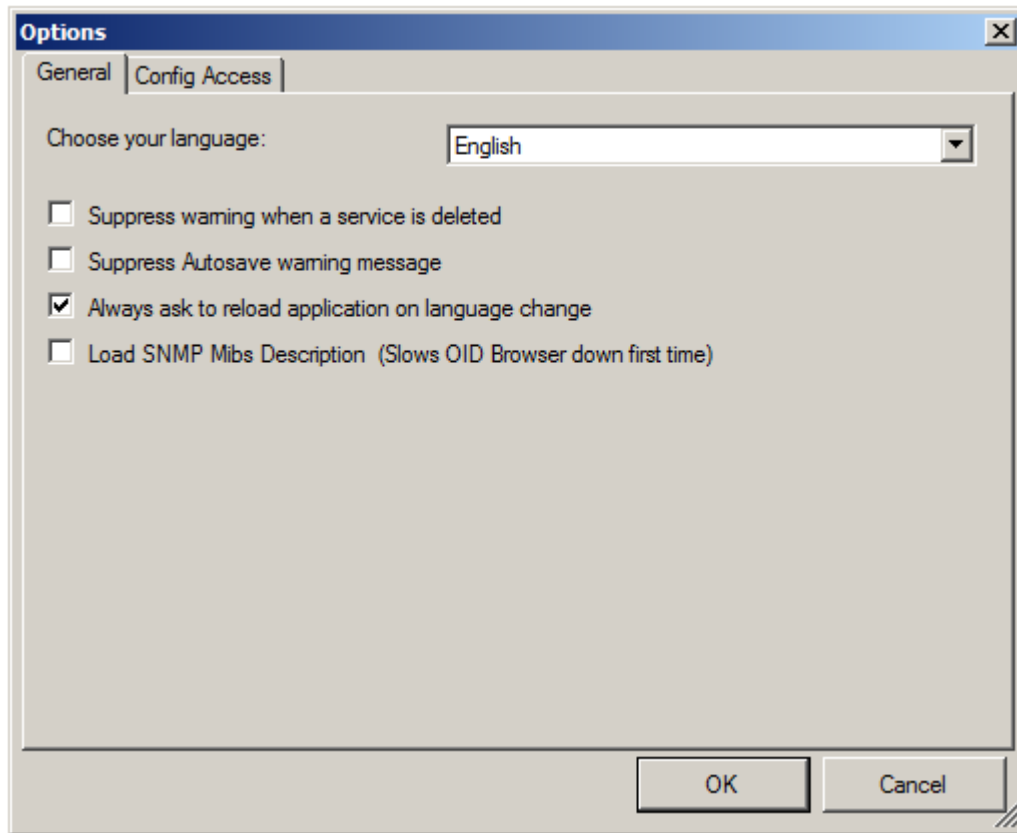 Options
General
Config Access
Choose your language:
English
Suppress warning when a service is deleted
Suppress Autosave warning message
Always ask to reload application on language change
Load SNMP Mibs Description  (Slows OID Browser down first time)
OK
Cancel